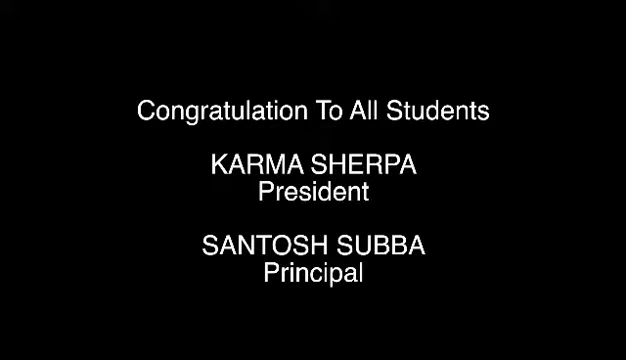 Congratulation To All Students
KARMA SHERPA
President
SANTOSH SUBBA
Principal